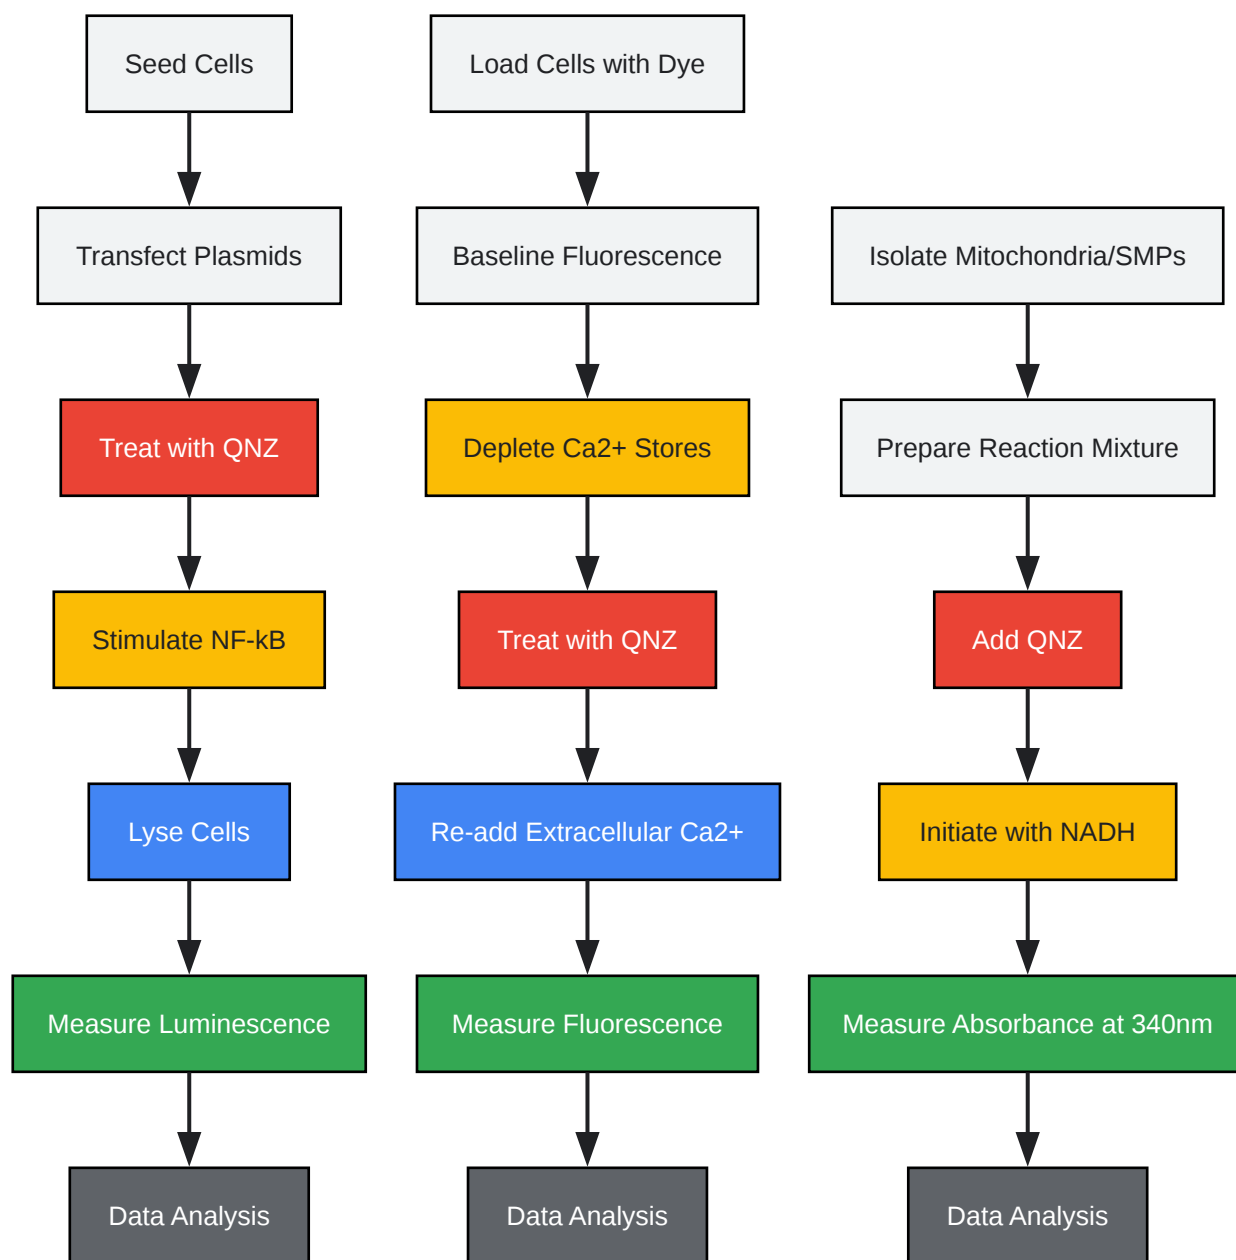 Seed Cells
Transfect Plasmids
Treat with QNZ
Stimulate NF-kB
Lyse Cells
Measure Luminescence
Data Analysis
Load Cells with Dye
Baseline Fluorescence
Deplete Ca2+ Stores
Treat with QNZ
Re-add Extracellular Ca2+
Measure Fluorescence
Data Analysis
Isolate Mitochondria/SMPs
Prepare Reaction Mixture
Add QNZ
Initiate with NADH
Measure Absorbance at 340nm
Data Analysis